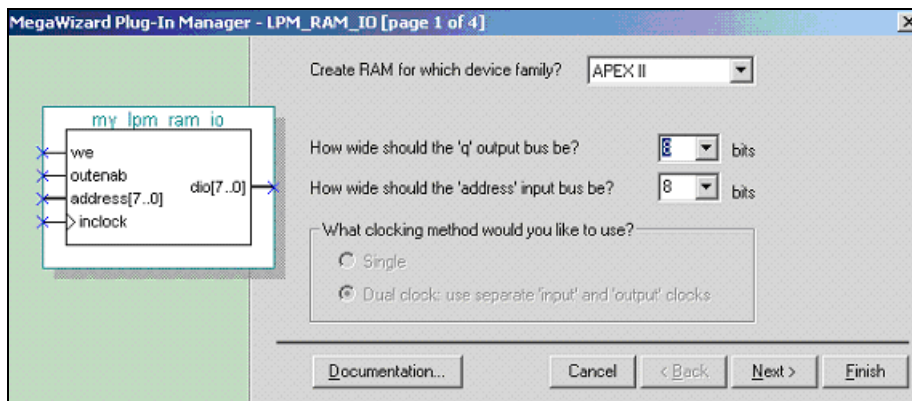 MegaWizard Plug-In Manager - LPM_RAM_IO [page 1 of 4]
Create RAM for which device family? APEX II
my_lpm_ram_io
we
outenab
address[7..0]
dio[7..0]
inclock
How wide should the 'q' output bus be? 8 bits
How wide should the 'address' input bus be? 8 bits
What clocking method would you like to use?
Single
Dual clock: use separate 'input' and 'output' clocks
Documentation... Cancel < Back Next > Finish